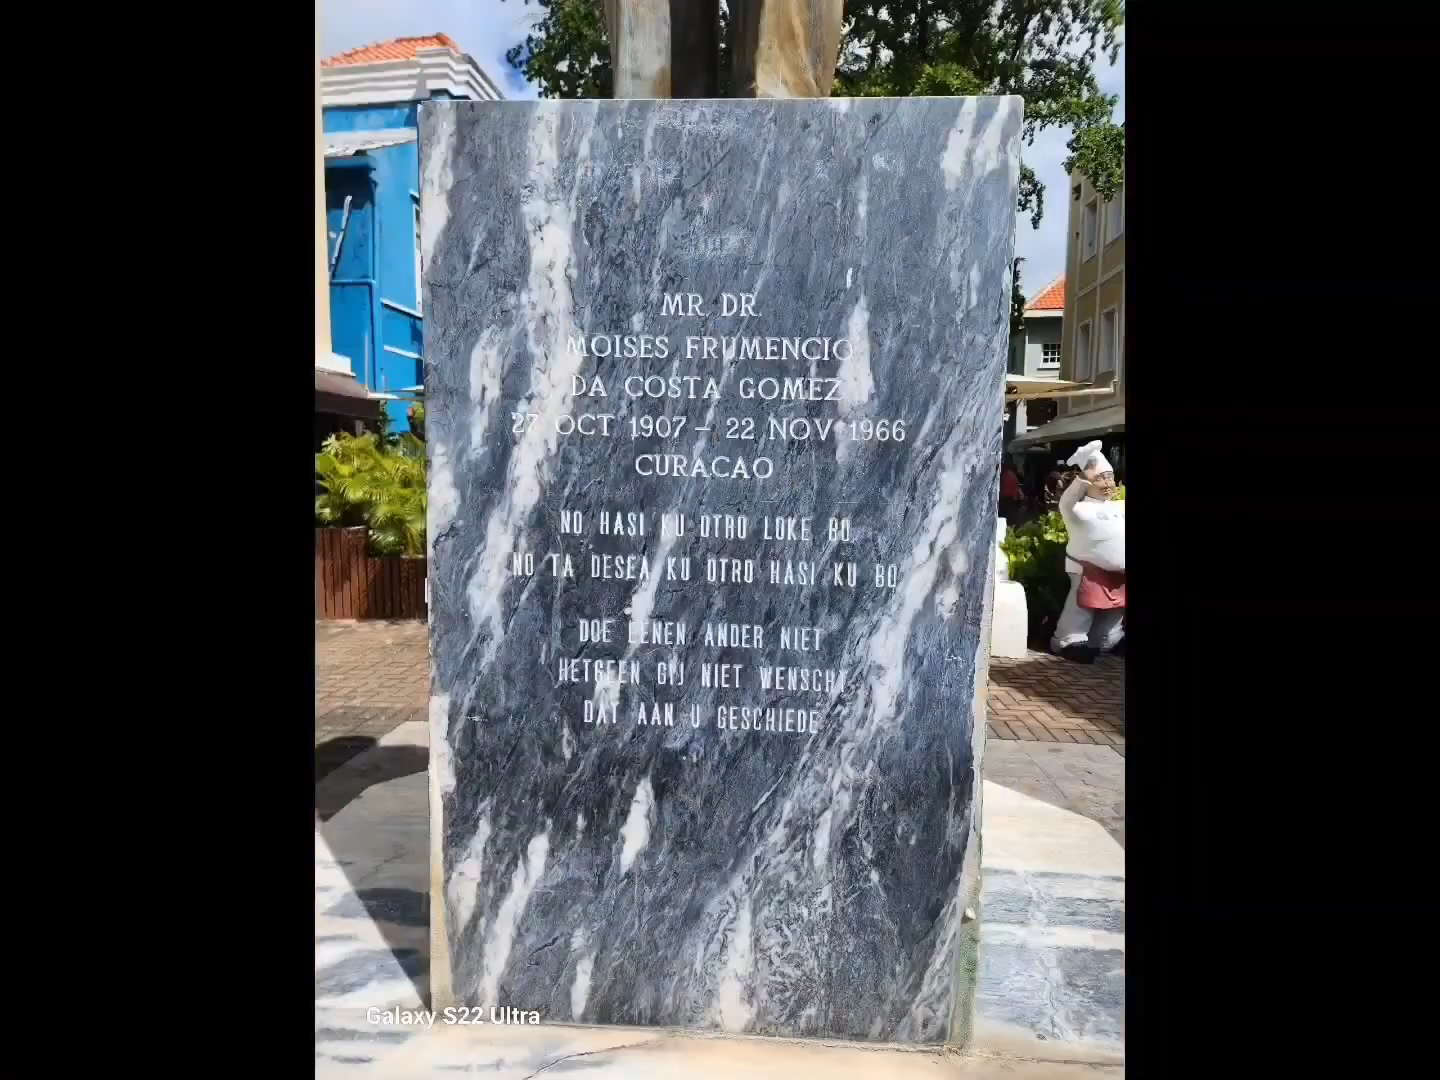 MR. DR.
MOISES FRUMENCIO
DA COSTA GOMEZ
27 OCT 1907 – 22 NOV 1966
CURACAO
NO HASI KU OTRO LOKE BO
NO TA DESEA KU OTRO HASI KU BO
DOE EENEN ANDER NIET
HETGEEN GIJ NIET WENSCHT
DAT AAN U GESCHIEDE
Galaxy S22 Ultra